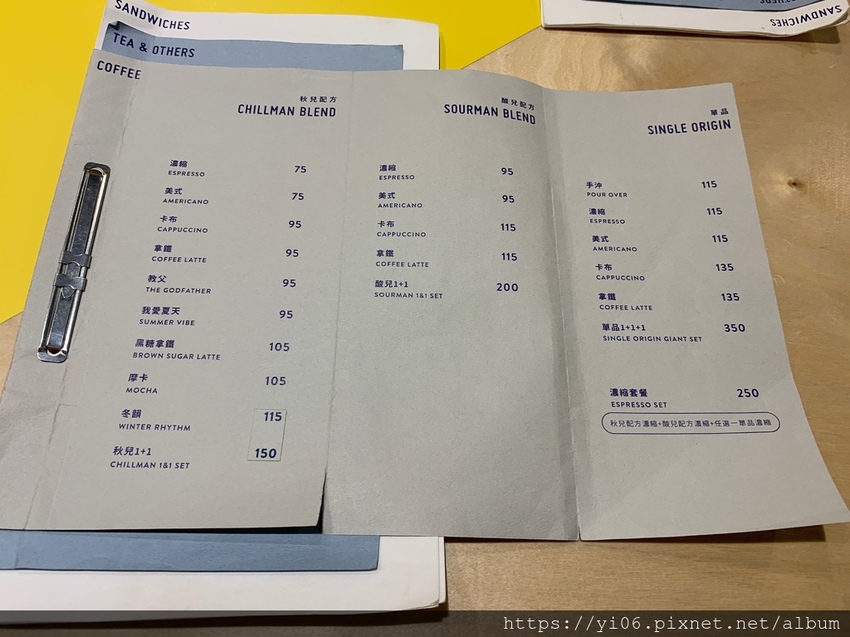 SANDWICHES
TEA & OTHERS
COFFEE
秋兒配方
CHILLMAN BLEND
濃縮 75
ESPRESSO
美式 75
AMERICANO
卡布 95
CAPPUCCINO
拿鐵 95
COFFEE LATTE
教父 95
THE GODFATHER
我愛夏天 95
SUMMER VIBE
黑糖拿鐵 105
BROWN SUGAR LATTE
摩卡 105
MOCHA
冬韻 115
WINTER RHYTHM
秋兒1+1 150
CHILLMAN 1&1 SET
酸兒配方
SOURMAN BLEND
濃縮 95
ESPRESSO
美式 95
AMERICANO
卡布 115
CAPPUCCINO
拿鐵 115
COFFEE LATTE
酸兒1+1 200
SOURMAN 1&1 SET
單品
SINGLE ORIGIN
手沖 115
POUR OVER
濃縮 115
ESPRESSO
美式 115
AMERICANO
卡布 135
CAPPUCCINO
拿鐵 135
COFFEE LATTE
單品1+1+1 350
SINGLE ORIGIN GIANT SET
濃縮套餐 250
ESPRESSO SET
秋兒配方濃縮+酸兒配方濃縮+任選一單品濃縮
SANDWICHES
https://yi06.pixnet.net/album